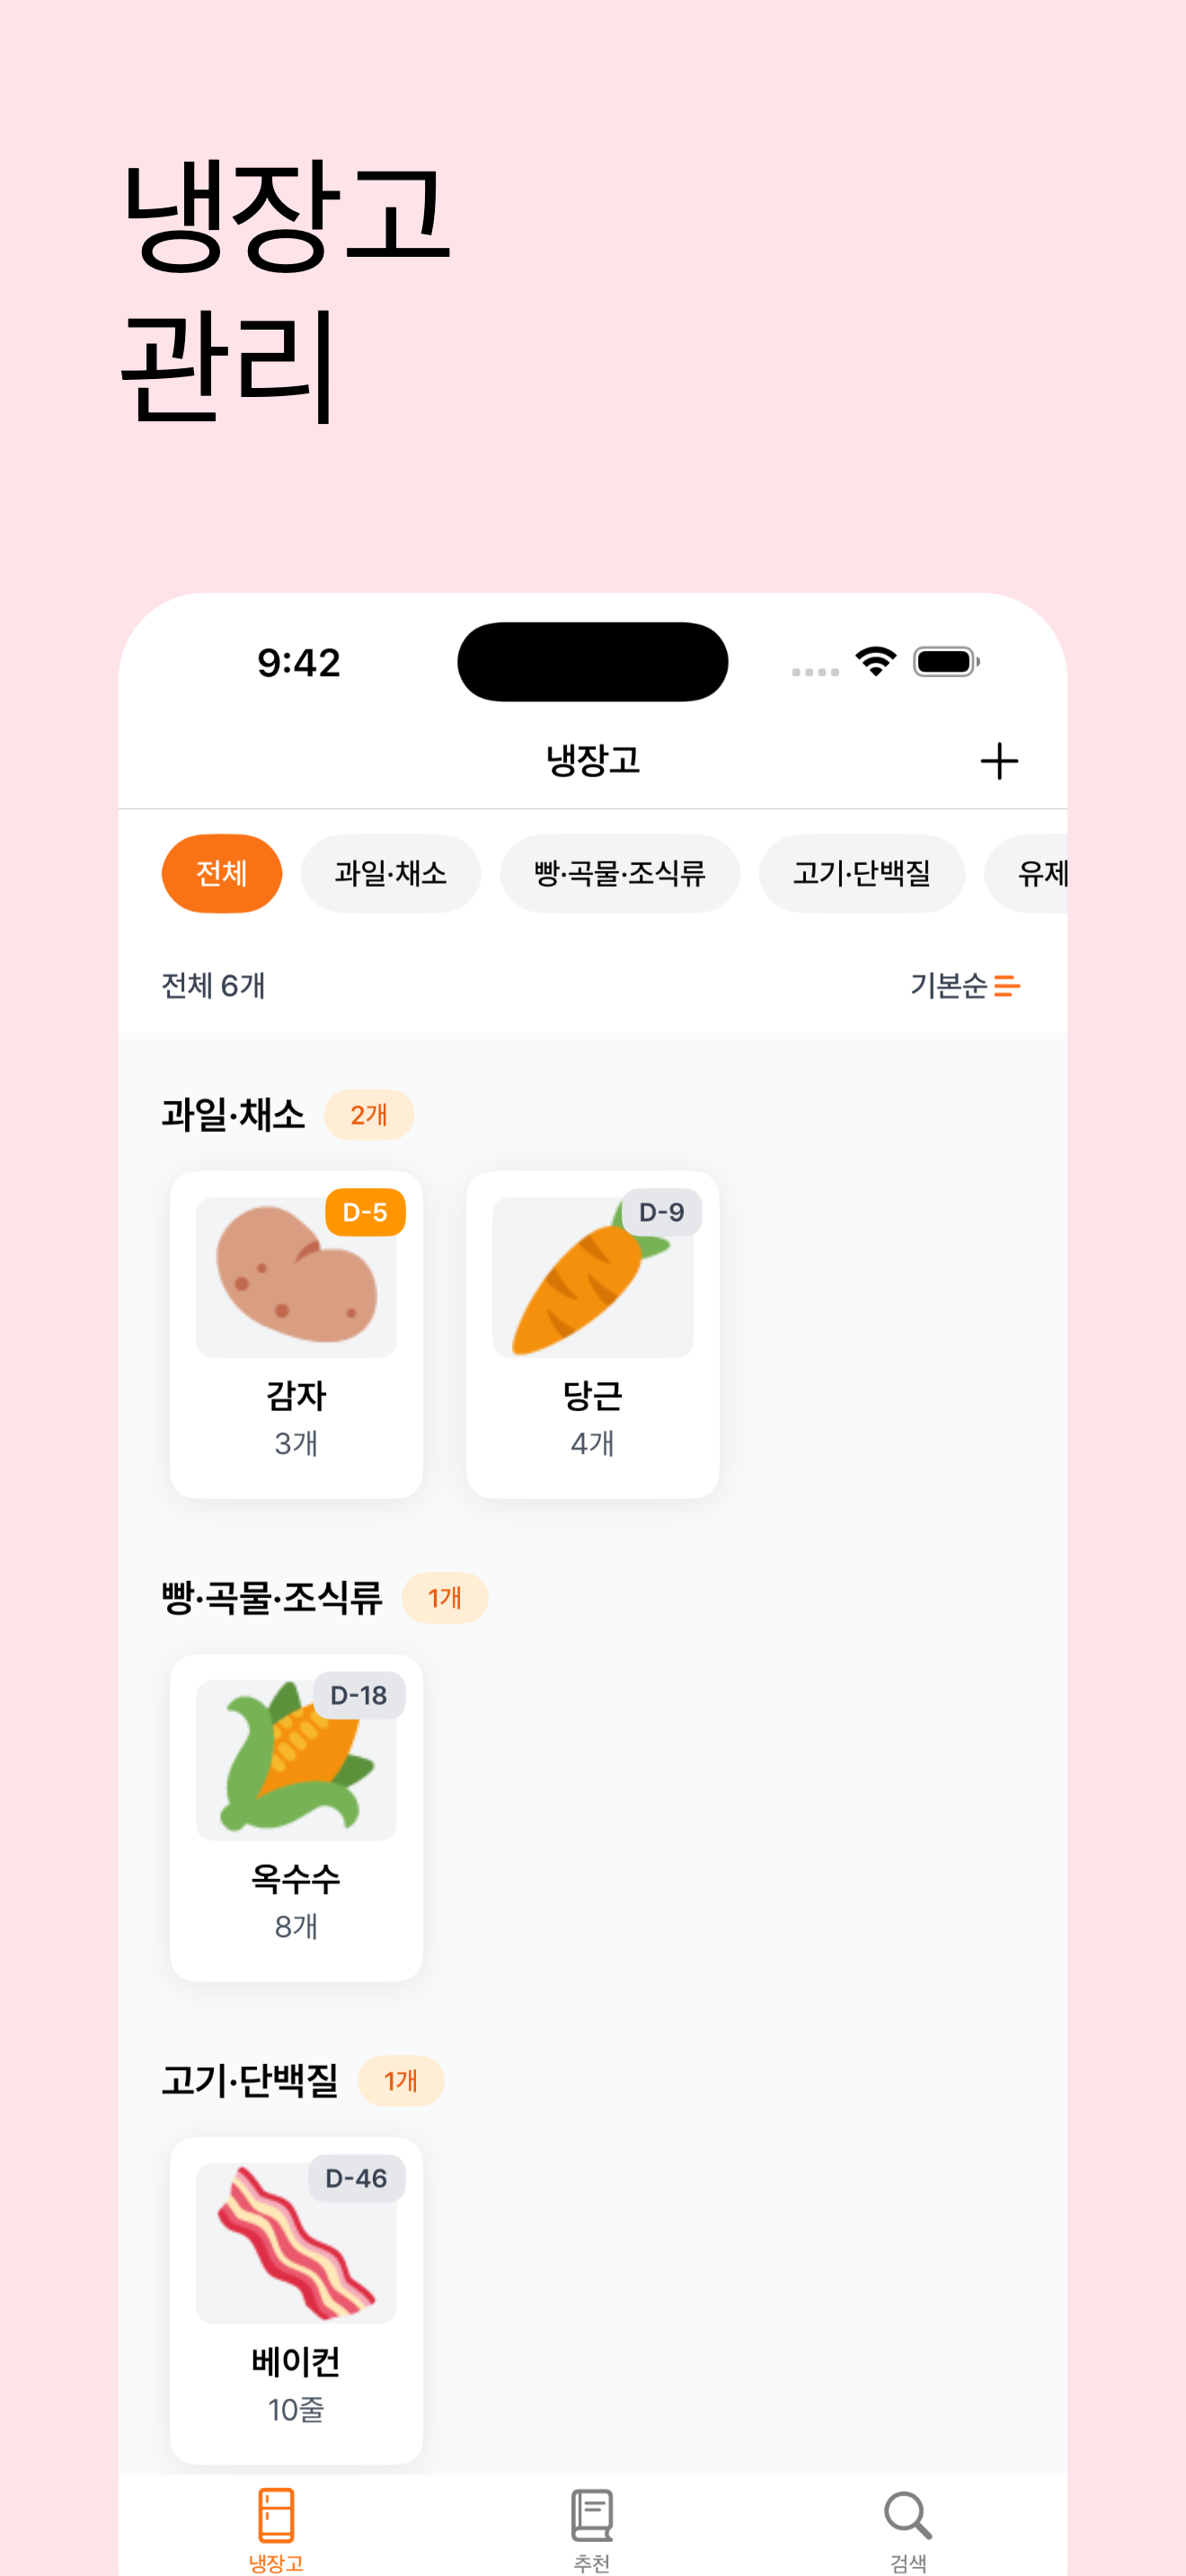 냉장고
관리
9:42
냉장고
전체 과일·채소 빵·곡물·조식류 고기·단백질 유제
전체 6개 기본순
과일·채소 2개
D-5 D-9
감자 당근
3개 4개
빵·곡물·조식류 1개
D-18
옥수수
8개
고기·단백질 1개
D-46
베이컨
10줄
냉장고 추천 검색